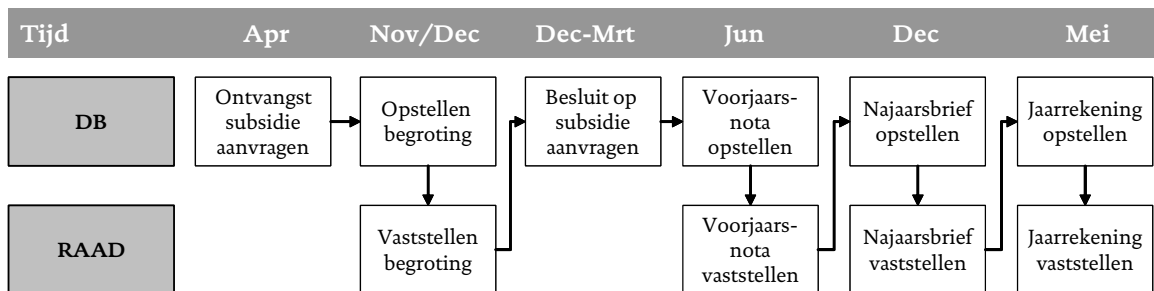 Tijd Apr Nov/Dec Dec-Mrt Jun Dec Mei
DB
Ontvangst
subsidie
aanvragen
Opstellen
begroting
Besluit op
subsidie
aanvragen
Voorjaars-
nota
opstellen
Najaarsbrief
opstellen
Jaarrekening
opstellen
RAAD
Vaststellen
begroting
Voorjaars-
nota
vaststellen
Najaarsbrief
vaststellen
Jaarrekening
vaststellen